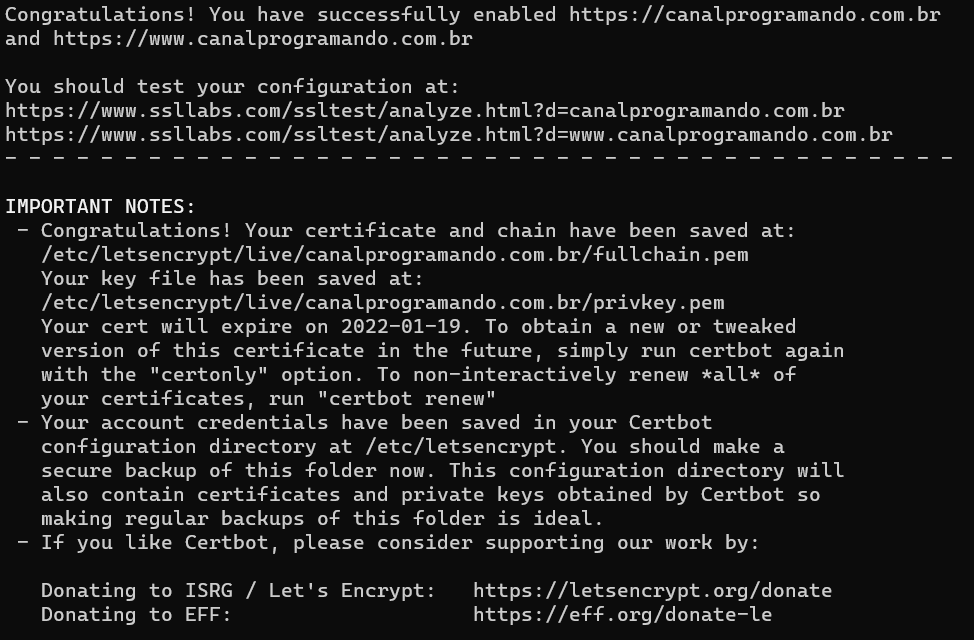 Congratulations! You have successfully enabled https://canalprogramando.com.br
and https://www.canalprogramando.com.br
You should test your configuration at:
https://www.ssllabs.com/ssltest/analyze.html?d=canalprogramando.com.br
https://www.ssllabs.com/ssltest/analyze.html?d=www.canalprogramando.com.br
- - - - - - - - - - - - - - - - - - - - - - - - - - - - - - - - - - - - - - - -
IMPORTANT NOTES:
- Congratulations! Your certificate and chain have been saved at:
/etc/letsencrypt/live/canalprogramando.com.br/fullchain.pem
Your key file has been saved at:
/etc/letsencrypt/live/canalprogramando.com.br/privkey.pem
Your cert will expire on 2022-01-19. To obtain a new or tweaked
version of this certificate in the future, simply run certbot again
with the "certonly" option. To non-interactively renew *all* of
your certificates, run "certbot renew"
- Your account credentials have been saved in your Certbot
configuration directory at /etc/letsencrypt. You should make a
secure backup of this folder now. This configuration directory will
also contain certificates and private keys obtained by Certbot so
making regular backups of this folder is ideal.
- If you like Certbot, please consider supporting our work by:
Donating to ISRG / Let's Encrypt:   https://letsencrypt.org/donate
Donating to EFF:                    https://eff.org/donate-le